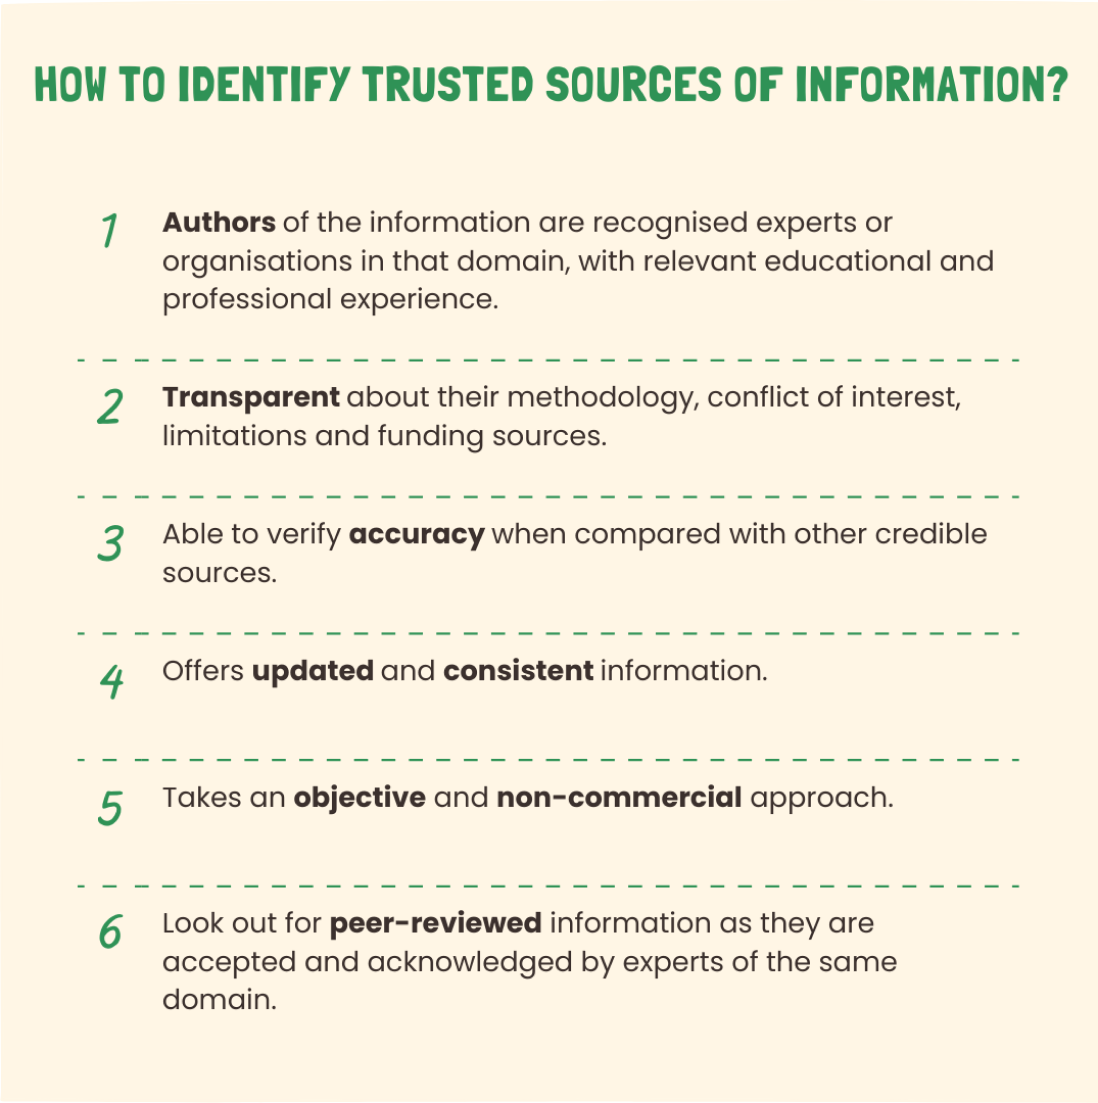 HOW TO IDENTIFY TRUSTED SOURCES OF INFORMATION?
1
Authors of the information are recognised experts or
organisations in that domain, with relevant educational and
professional experience.
2
Transparent about their methodology, conflict of interest,
limitations and funding sources.
3
Able to verify accuracy when compared with other credible
sources.
4
Offers updated and consistent information.
5
Takes an objective and non-commercial approach.
6
Look out for peer-reviewed information as they are
accepted and acknowledged by experts of the same
domain.